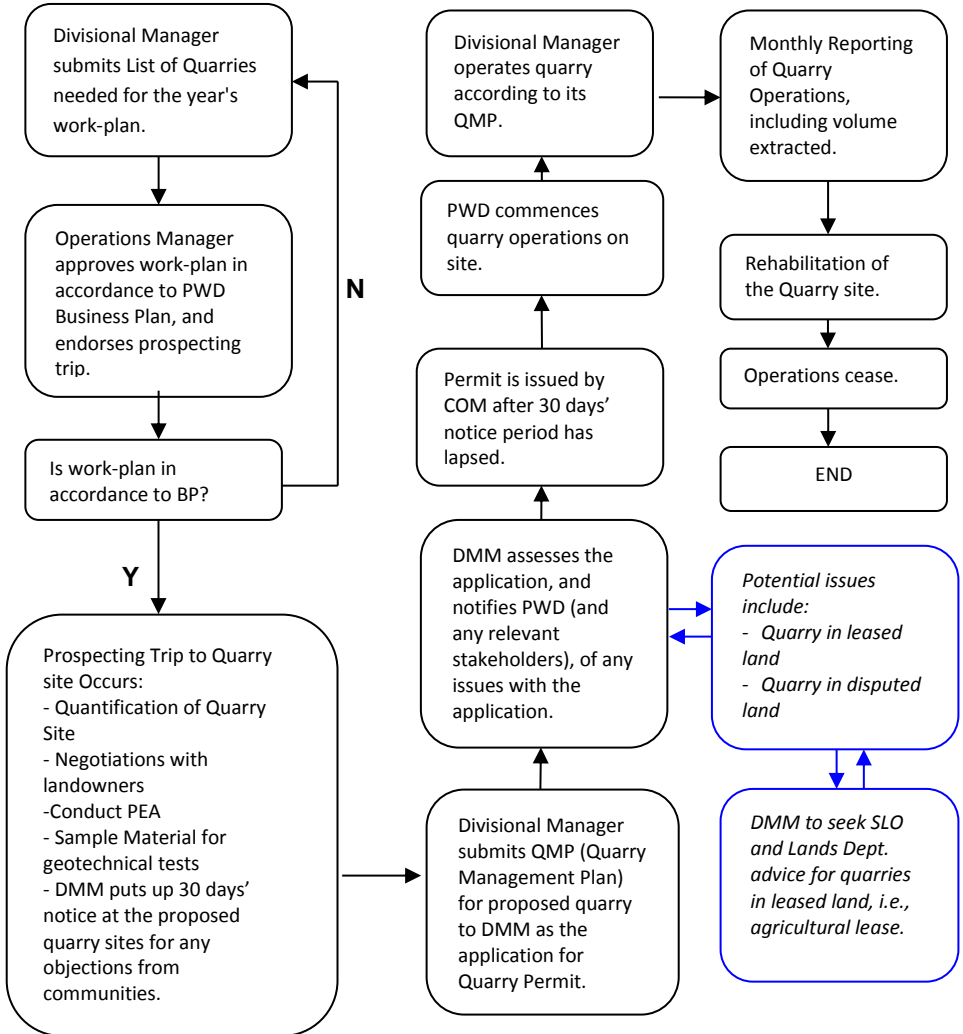 Divisional Manager
submits List of Quarries
needed for the year's
work-plan.
Operations Manager
approves work-plan in
accordance to PWD
Business Plan, and
endorses prospecting
trip.
N
Is work-plan in
accordance to BP?
Y
Prospecting Trip to Quarry
site Occurs:
- Quantification of Quarry
Site
- Negotiations with
landowners
-Conduct PEA
- Sample Material for
geotechnical tests
- DMM puts up 30 days’
notice at the proposed
quarry sites for any
objections from
communities.
Divisional Manager
submits QMP (Quarry
Management Plan)
for proposed quarry
to DMM as the
application for
Quarry Permit.
DMM assesses the
application, and
notifies PWD (and
any relevant
stakeholders), of any
issues with the
application.
Potential issues
include:
- Quarry in leased
land
- Quarry in disputed
land
DMM to seek SLO
and Lands Dept.
advice for quarries
in leased land, i.e.,
agricultural lease.
Permit is issued by
COM after 30 days’
notice period has
lapsed.
PWD commences
quarry operations on
site.
Divisional Manager
operates quarry
according to its
QMP.
Monthly Reporting
of Quarry
Operations,
including volume
extracted.
Rehabilitation of
the Quarry site.
Operations cease.
END